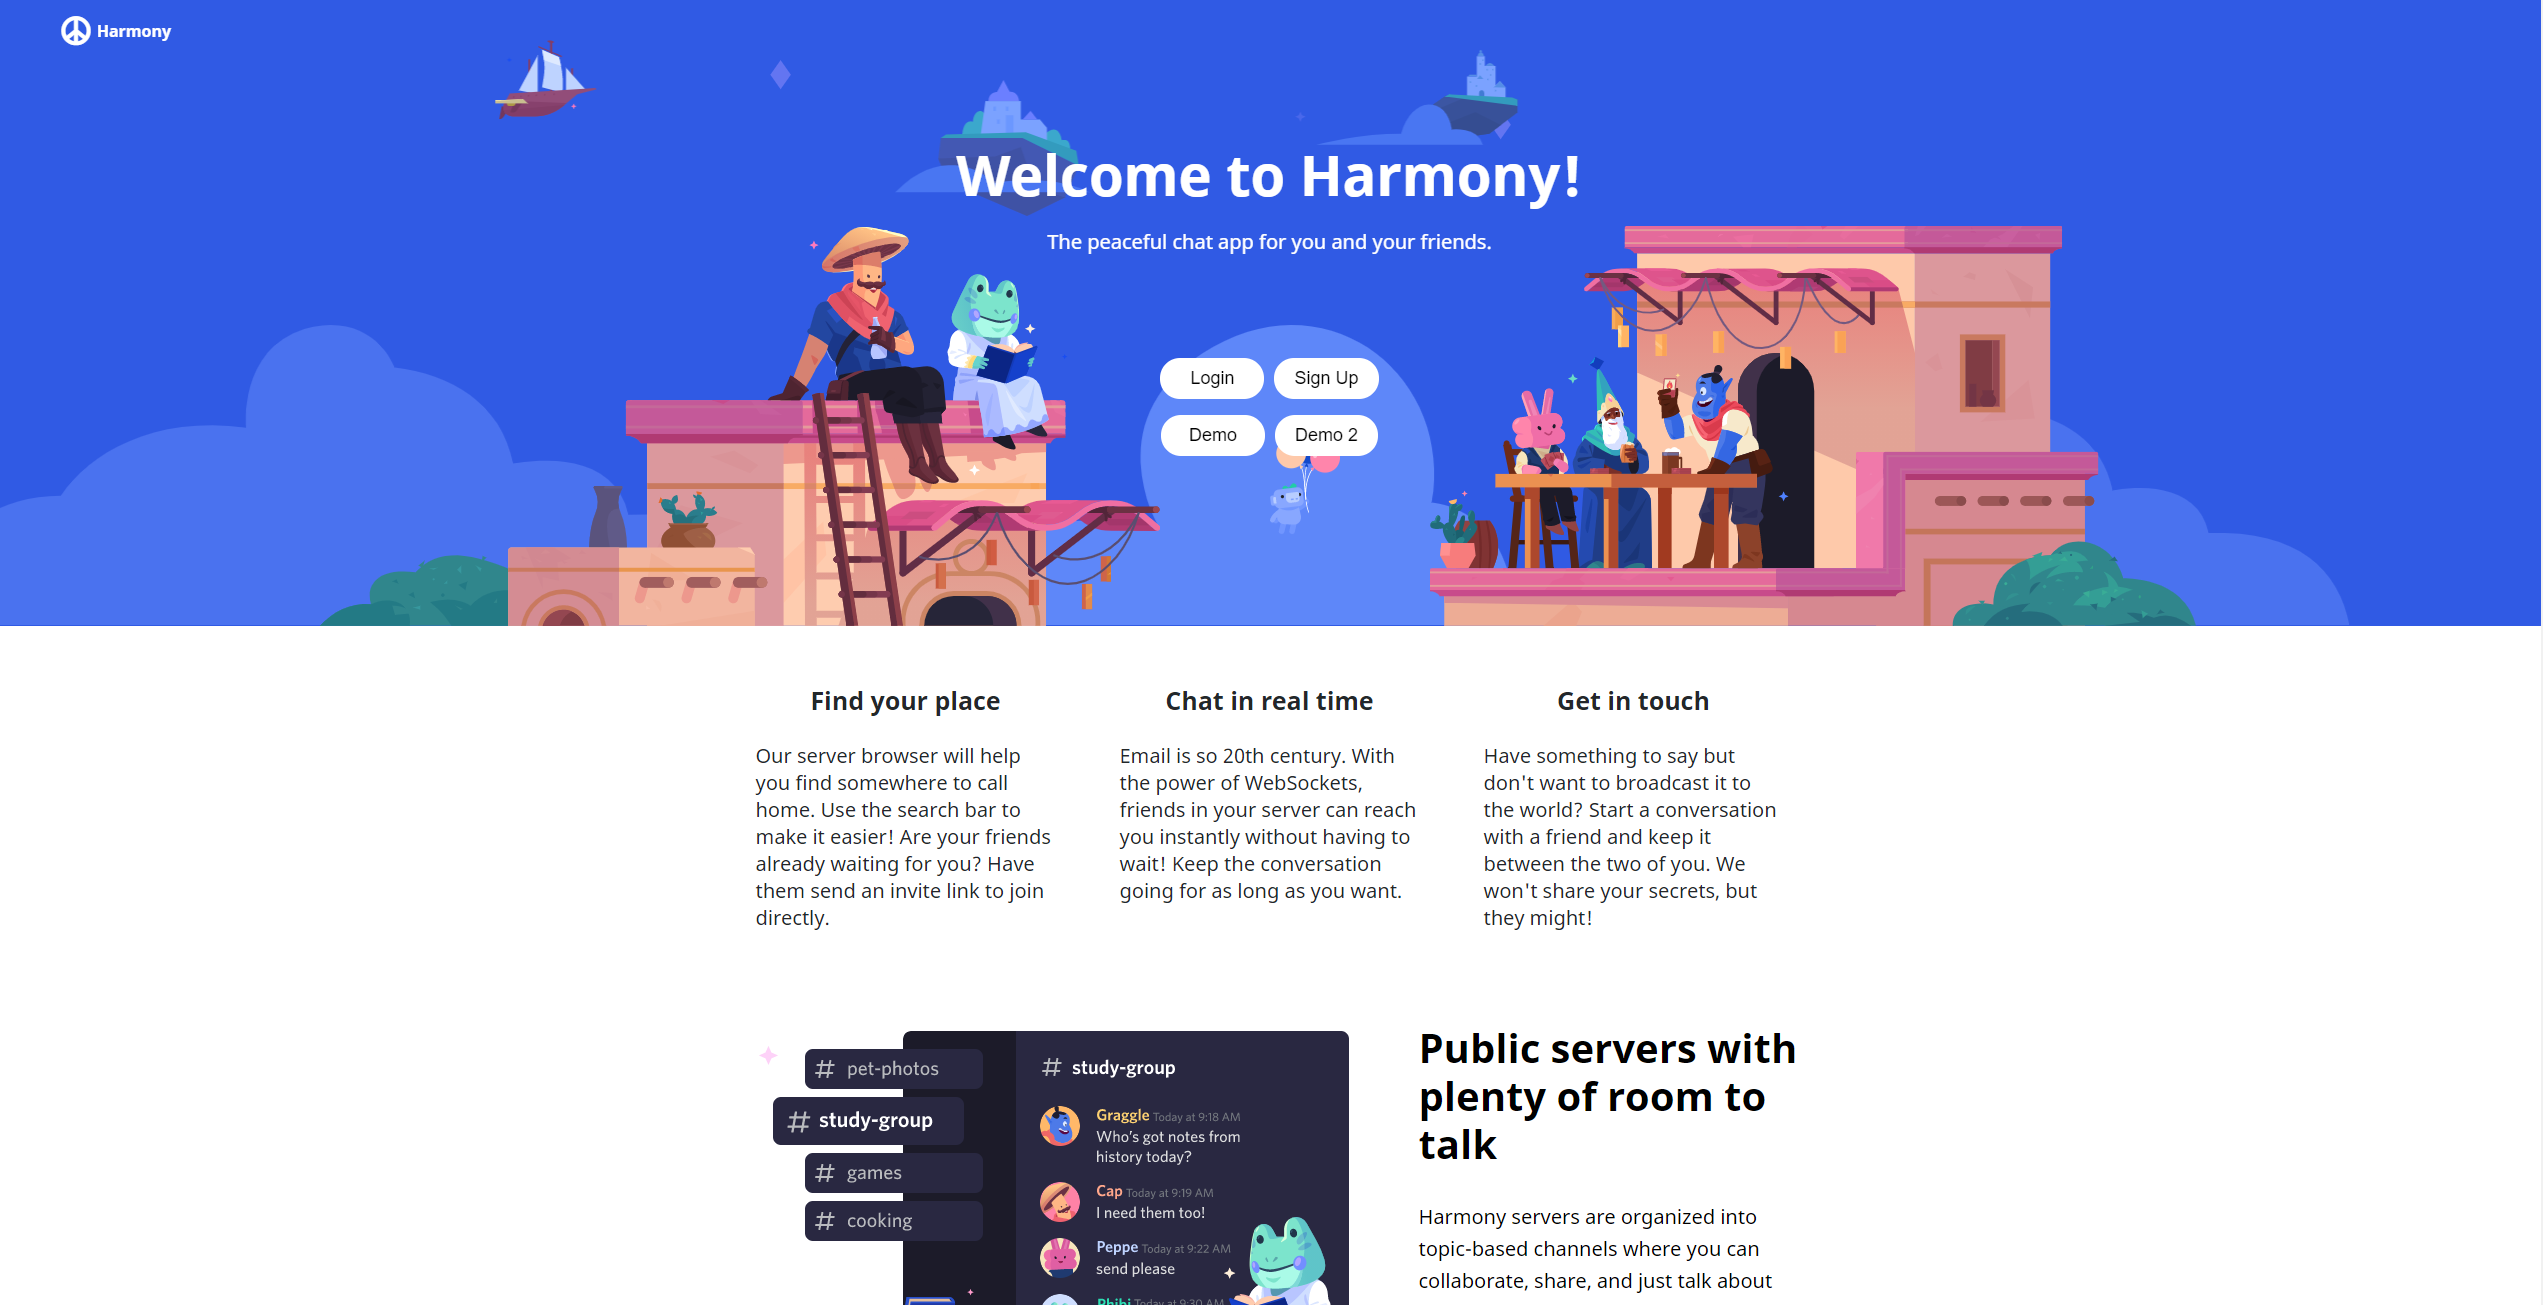 Harmony
Welcome to Harmony!
The peaceful chat app for you and your friends.
Login
Sign Up
Demo
Demo 2
Find your place
Our server browser will help
you find somewhere to call
home. Use the search bar to
make it easier! Are your friends
already waiting for you? Have
them send an invite link to join
directly.
Chat in real time
Email is so 20th century. With
the power of WebSockets,
friends in your server can reach
you instantly without having to
wait! Keep the conversation
going for as long as you want.
Get in touch
Have something to say but
don't want to broadcast it to
the world? Start a conversation
with a friend and keep it
between the two of you. We
won't share your secrets, but
they might!
# pet-photos
# study-group
# games
# cooking
# study-group
Graggle Today at 9:18 AM
Who's got notes from
history today?
Cap Today at 9:19 AM
I need them too!
Peppe Today at 9:22 AM
send please
Phibi Today at 9:30 AM
Public servers with
plenty of room to
talk
Harmony servers are organized into
topic-based channels where you can
collaborate, share, and just talk about